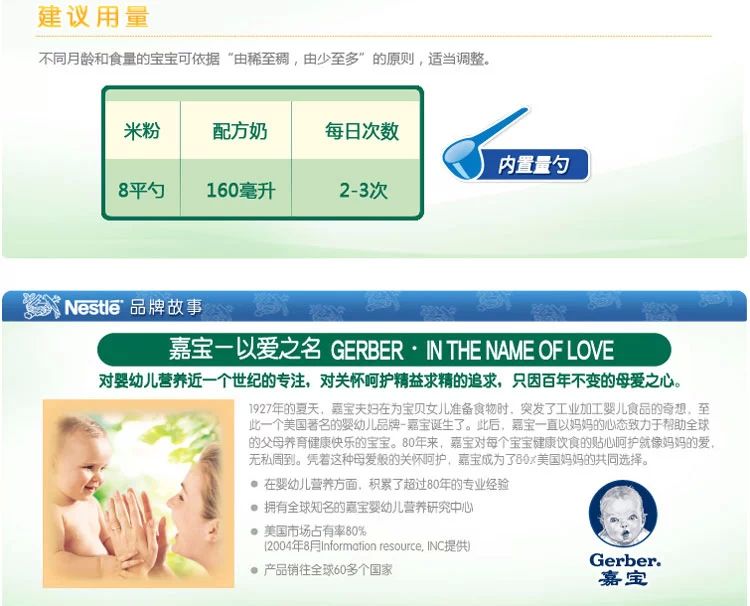 建议用量
不同月龄和食量的宝宝可依据“由稀至稠，由少至多”的原则，适当调整。
米粉 配方奶 每日次数
8平勺 160毫升 2-3次
内置量勺
Nestlé 品牌故事
嘉宝—以爱之名 GERBER · IN THE NAME OF LOVE
对婴幼儿营养近一个世纪的专注，对关怀呵护精益求精的追求，只因百年不变的母爱之心。
1927年的夏天，嘉宝夫妇在为宝贝女儿准备食物时，突发了工业加工婴儿食品的奇想，至
此一个美国著名的婴幼儿品牌-嘉宝诞生了。此后，嘉宝一直以妈妈的心态致力于帮助全球
的父母养育健康快乐的宝宝。80年来，嘉宝对每个宝宝健康饮食的贴心呵护就像妈妈的爱，
无私周到。凭着这种母爱般的关怀呵护，嘉宝成为了80%美国妈妈的共同选择。
● 在婴幼儿营养方面，积累了超过80年的专业经验
● 拥有全球知名的嘉宝婴幼儿营养研究中心
● 美国市场占有率80%
(2004年8月Information resource, INC提供)
● 产品销往全球60多个国家
Gerber.
嘉宝